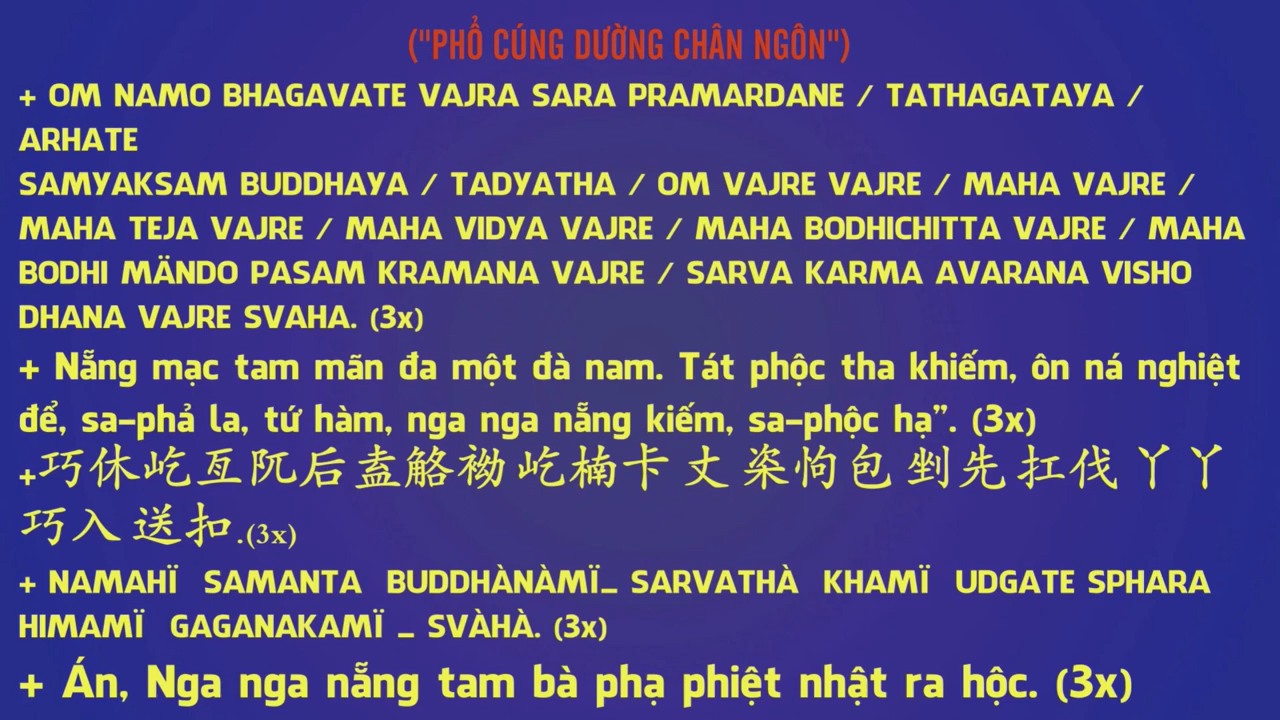 ("PHỔ CÚNG DƯỜNG CHÂN NGÔN")
+ OM NAMO BHAGAVATE VAJRA SARA PRAMARDANE / TATHAGATAYA /
ARHATE
SAMYAKSAM BUDDHAYA / TADYATHA / OM VAJRE VAJRE / MAHA VAJRE /
MAHA TEJA VAJRE / MAHA VIDYA VAJRE / MAHA BODHICHITTA VAJRE / MAHA
BODHI MÄNDO PASAM KRAMANA VAJRE / SARVA KARMA AVARANA VISHO
DHANA VAJRE SVAHA. (3x)
+ Nẵng mạc tam mãn đa một đà nam. Tát phộc tha khiếm, ôn ná nghiệt
để, sa-phả la, tứ hàm, nga nga nẵng kiếm, sa-phộc hạ”. (3x)
+巧休屹亙阢后盍觡袎 屹楠卡 丈 栥怐包 剉先 扛伐 丫丫
巧入 送扣.(3x)
+ NAMAHÏ SAMANTA BUDDHÀNÀMÏ_ SARVATHÀ KHAMÏ UDGATE SPHARA
HIMAMÏ GAGANAKAMÏ _ SVÀHÀ. (3x)
+ Án, Nga nga nẵng tam bà phạ phiệt nhật ra hộc. (3x)